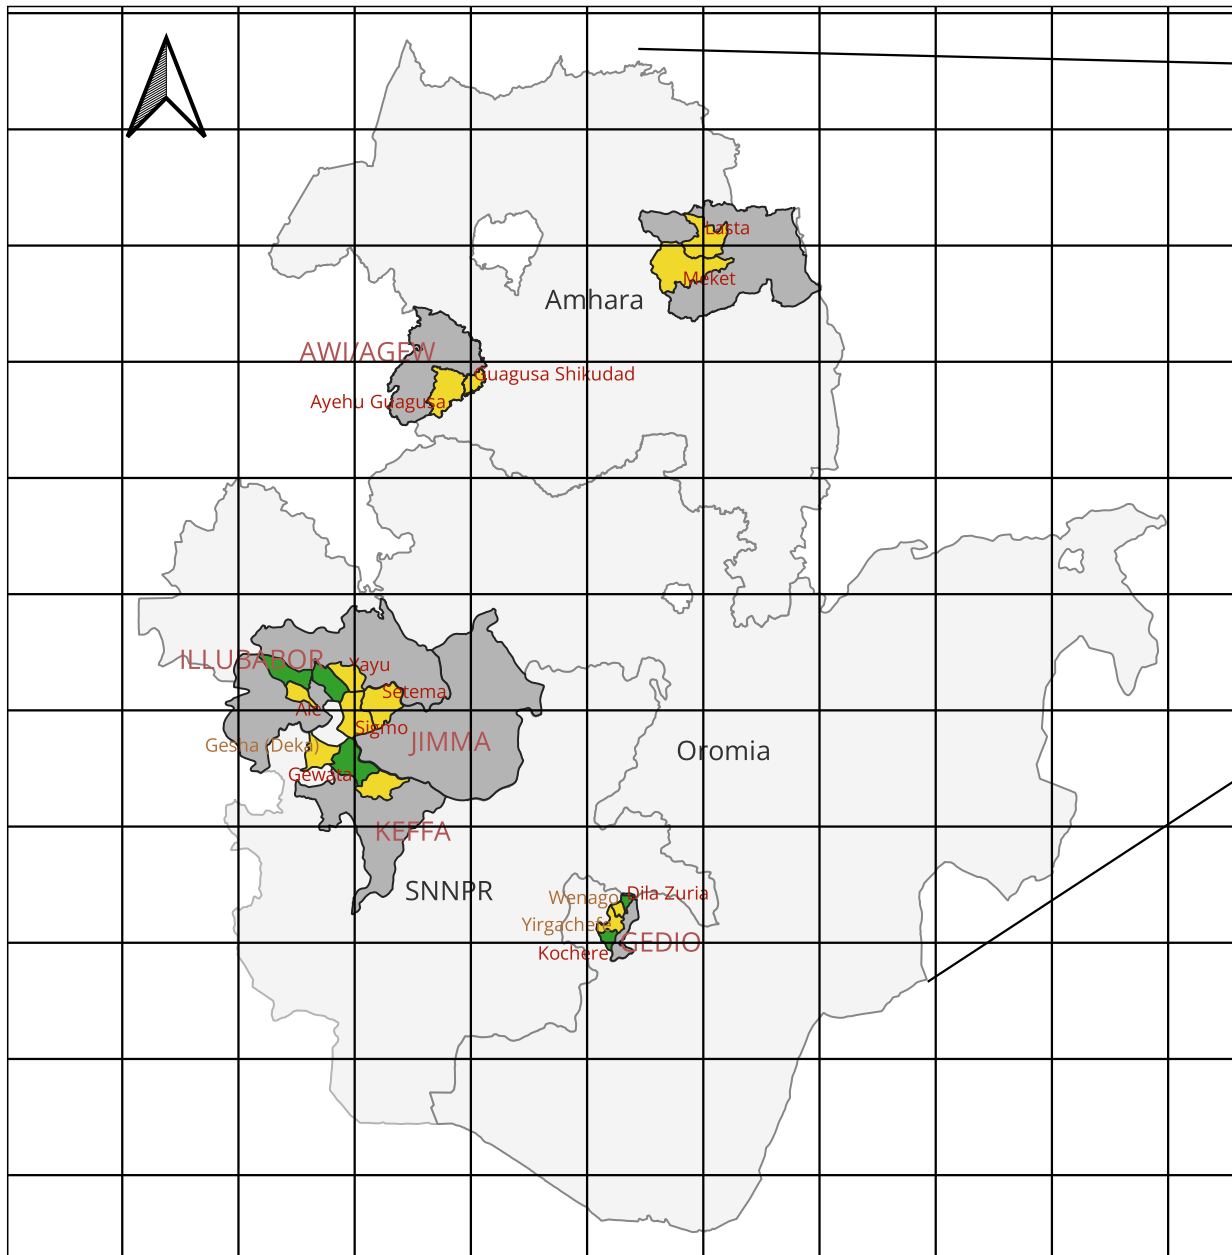 Lasta
Meket
Amhara
AWI/AGEW
Guagusa Shikudad
Ayehu Guagusa
ILLUBABOR
Yayu
Setema
Ale
Sigmo
Gesha (Deka)
JIMMA
Oromia
Gewata
KEFFA
SNNPR
Wenago
Dila Zuria
Yirgachefe
GEDIO
Kochere